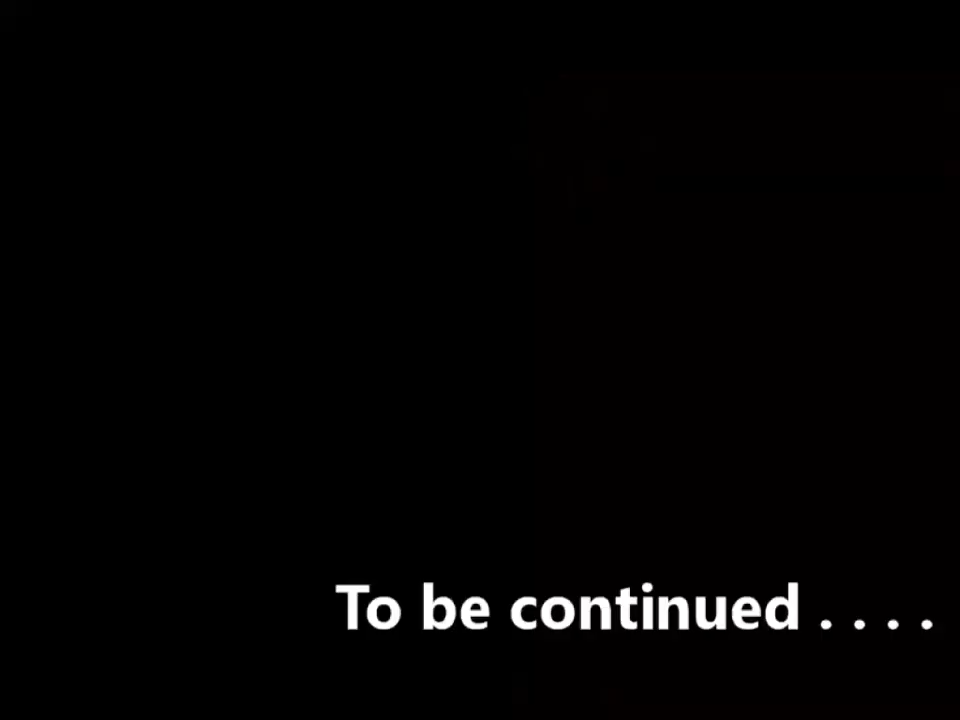 To be continued . . . .